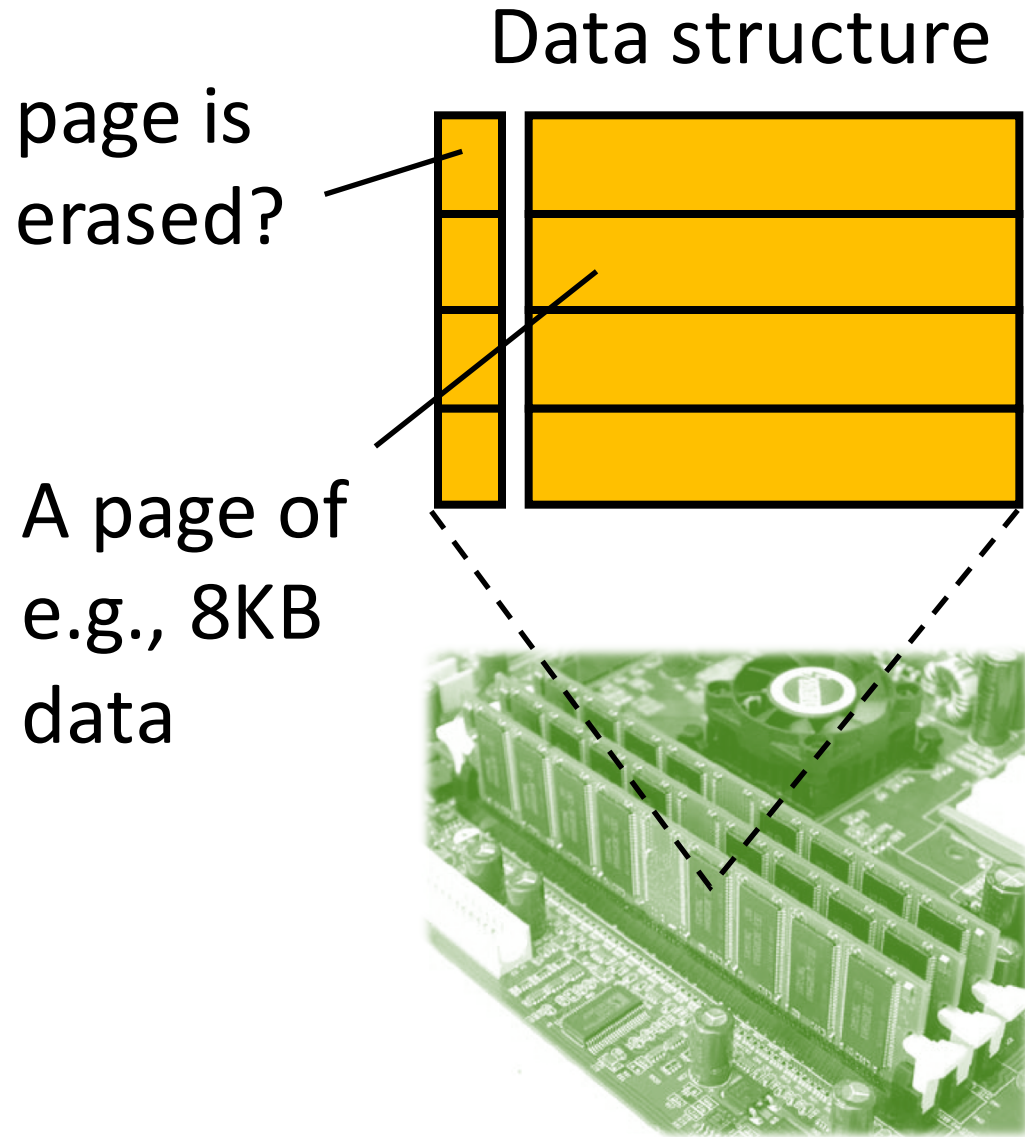 Data structure
page is
erased?
A page of
e.g., 8KB
data